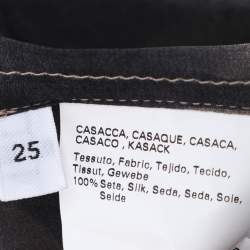 25
CASACCA, CASAQUE, CASACA,
CASACO, KASACK
Tessuto, Fabric, Tejido, Tecido,
Tissut, Gewebe
100% Seta, Silk, Seda, Seda, Soie,
Seide